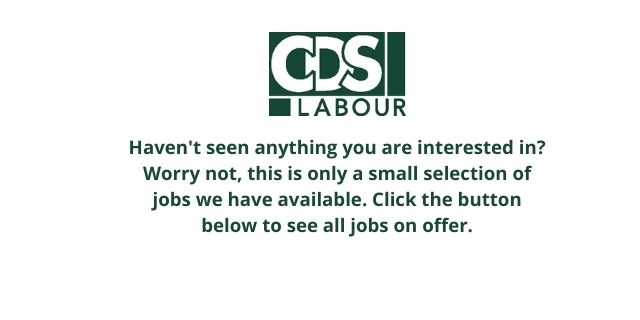 CDS
LABOUR
Haven't seen anything you are interested in?
Worry not, this is only a small selection of
jobs we have available. Click the button
below to see all jobs on offer.